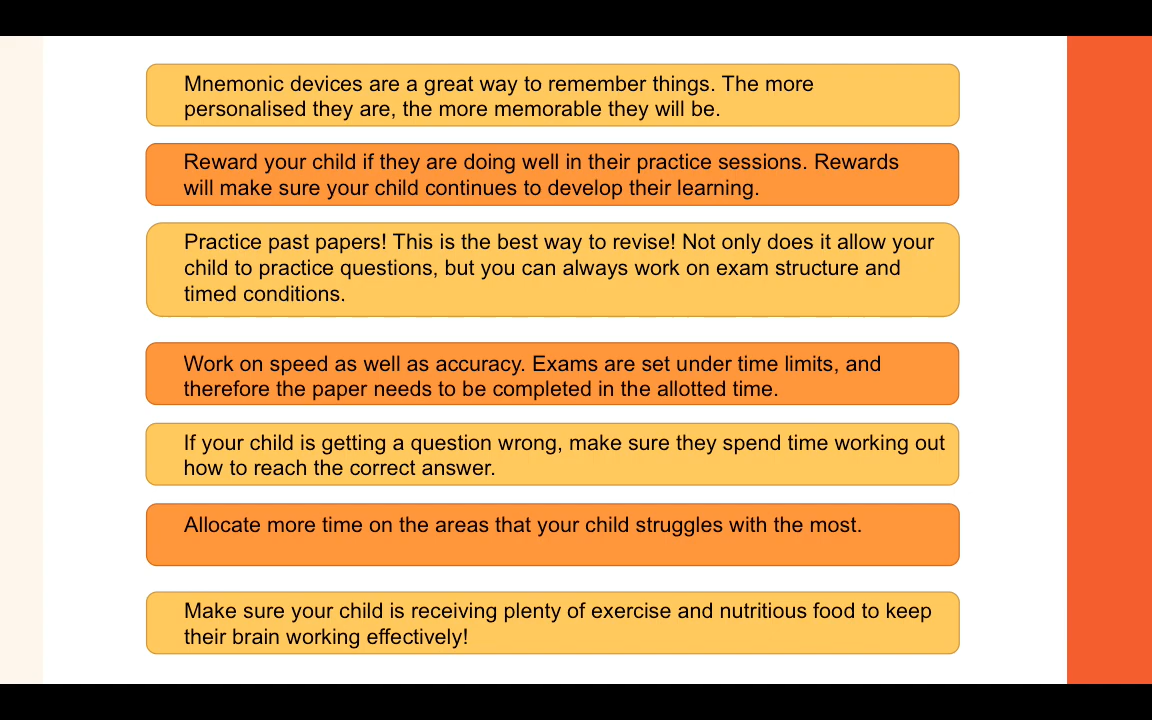 Mnemonic devices are a great way to remember things. The more
personalised they are, the more memorable they will be.
Reward your child if they are doing well in their practice sessions. Rewards
will make sure your child continues to develop their learning.
Practice past papers! This is the best way to revise! Not only does it allow your
child to practice questions, but you can always work on exam structure and
timed conditions.
Work on speed as well as accuracy. Exams are set under time limits, and
therefore the paper needs to be completed in the allotted time.
If your child is getting a question wrong, make sure they spend time working out
how to reach the correct answer.
Allocate more time on the areas that your child struggles with the most.
Make sure your child is receiving plenty of exercise and nutritious food to keep
their brain working effectively!